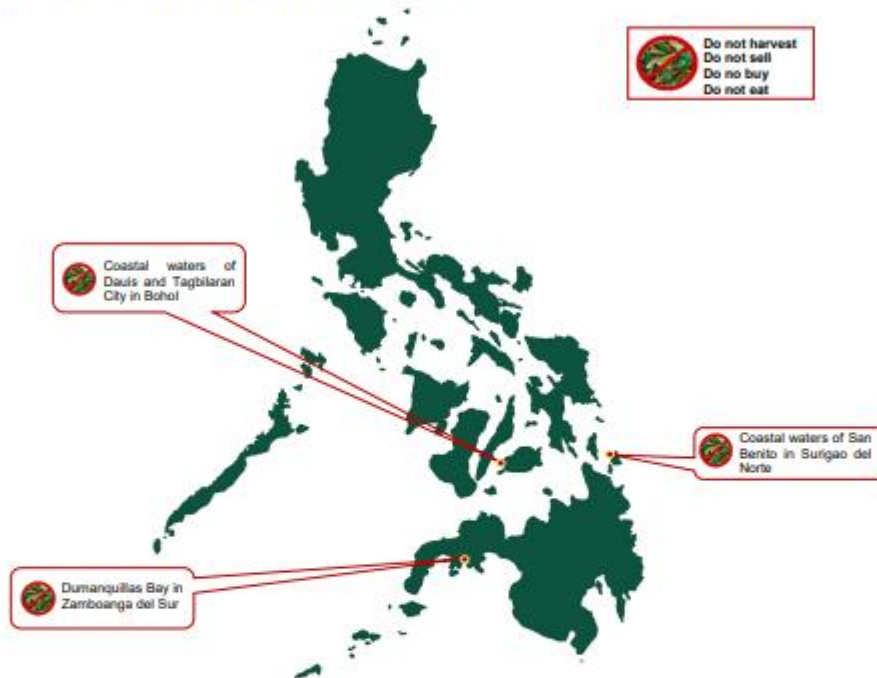 Do not harvest
Do not sell
Do no buy
Do not eat
Coastal waters of
Dauis and Tagbilaran
City in Bohol
Coastal waters of San
Benito in Surigao del
Norte
Dumanquillas Bay in
Zamboanga del Sur